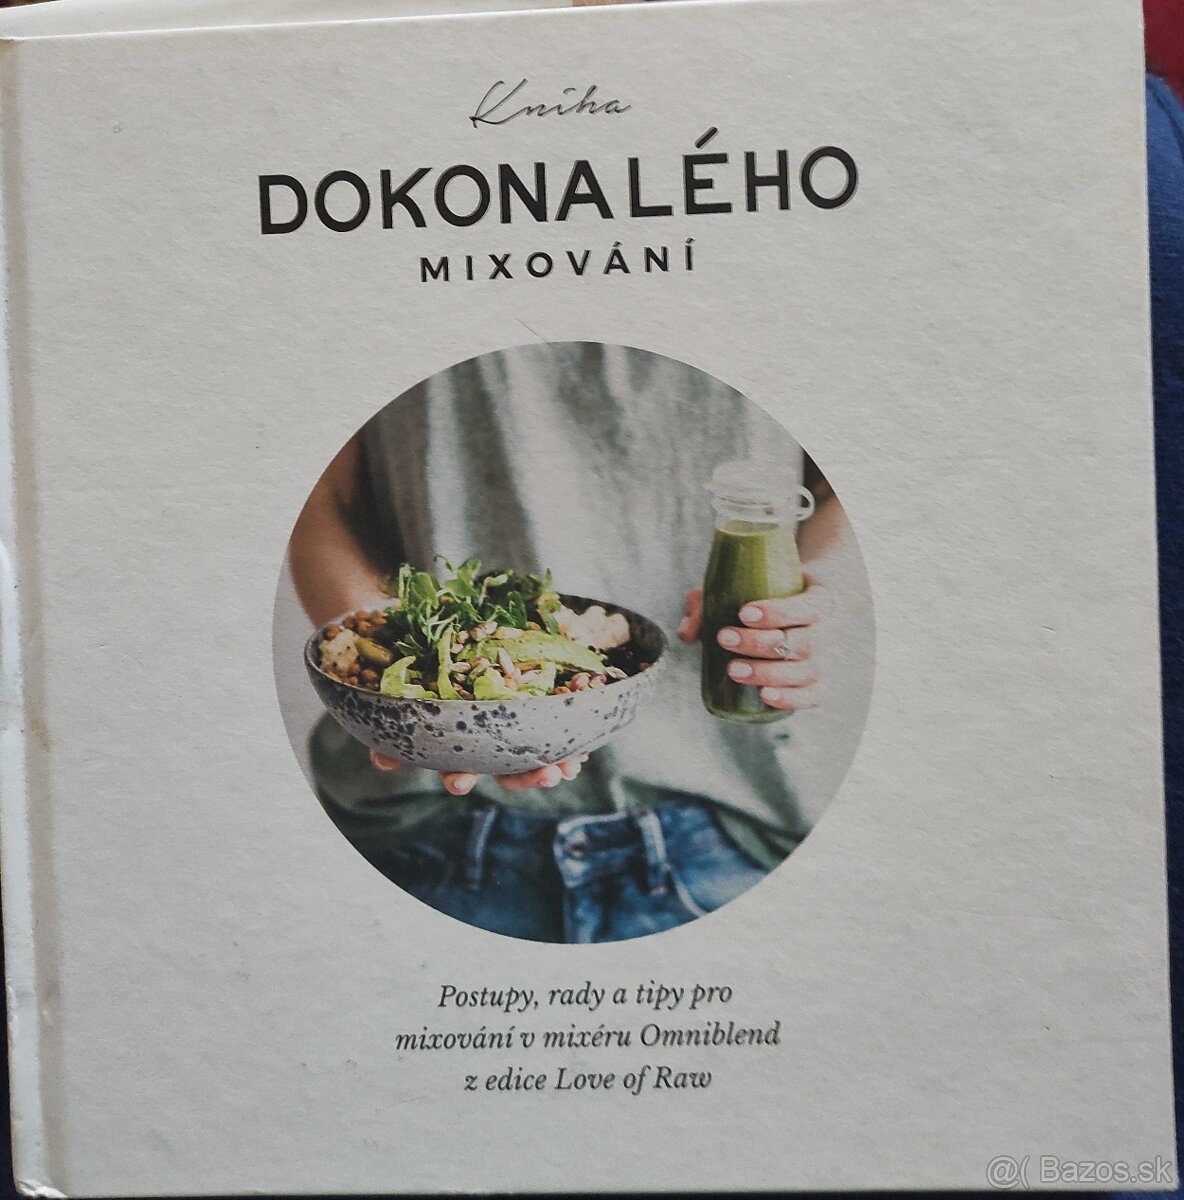 Kniha
DOKONALÉHO
MIXOVÁNÍ
Postupy, rady a tipy pro
mixování v mixéru Omniblend
z edice Love of Raw
@( Bazos.sk